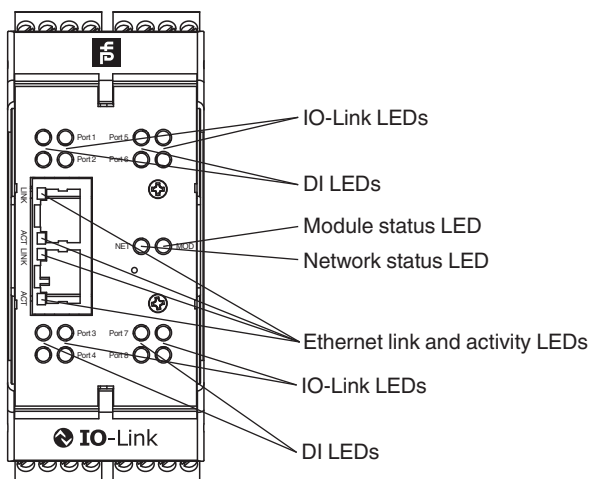 Port 1 Port 5
IO-Link LEDs
Port 2 Port 6
DI LEDs
LINK
Module status LED
ACT
NET MOD
Network status LED
LINK
ACT
Port 3 Port 7
Ethernet link and activity LEDs
Port 4 Port 8
IO-Link LEDs
IO-Link
DI LEDs